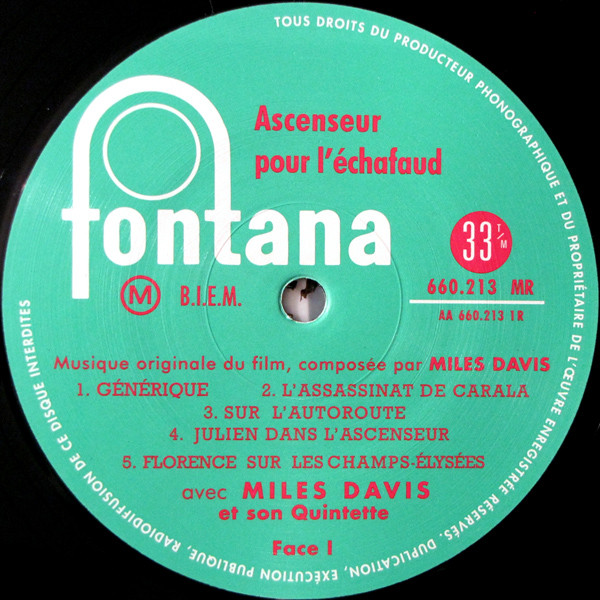 TOUS DROITS DU PRODUCTEUR PHONOGRAPHIQUE ET DU PROPRIÉTAIRE DE L'ŒUVRE ENREGISTRÉE RÉSERVÉS. DUPLICATION, EXÉCUTION PUBLIQUE, RADIODIFFUSION DE CE DISQUE INTERDITES
Ascenseur
pour l'échafaud
fontana
33 T/M
M B.I.E.M.
660.213 MR
AA 660.213 1 R
Musique originale du film, composée par MILES DAVIS
1. GÉNÉRIQUE 2. L'ASSASSINAT DE CARALA
3. SUR L'AUTOROUTE
4. JULIEN DANS L'ASCENSEUR
5. FLORENCE SUR LES CHAMPS-ÉLYSÉES
avec MILES DAVIS
et son Quintette
Face I